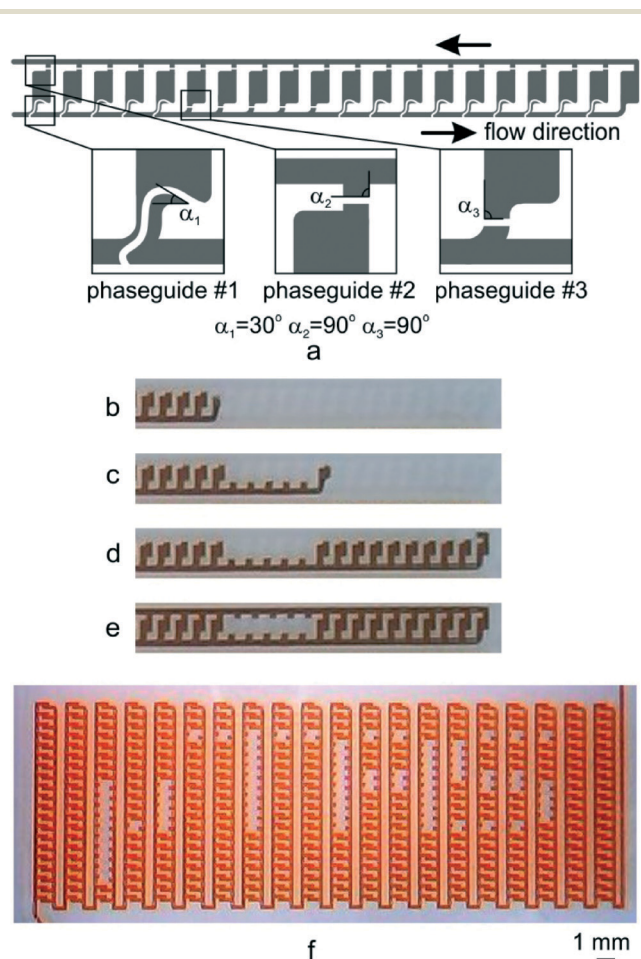 flow direction
α1
α2
α3
phaseguide #1 phaseguide #2 phaseguide #3
α1=30° α2=90° α3=90°
a
b
c
d
e
f
1 mm